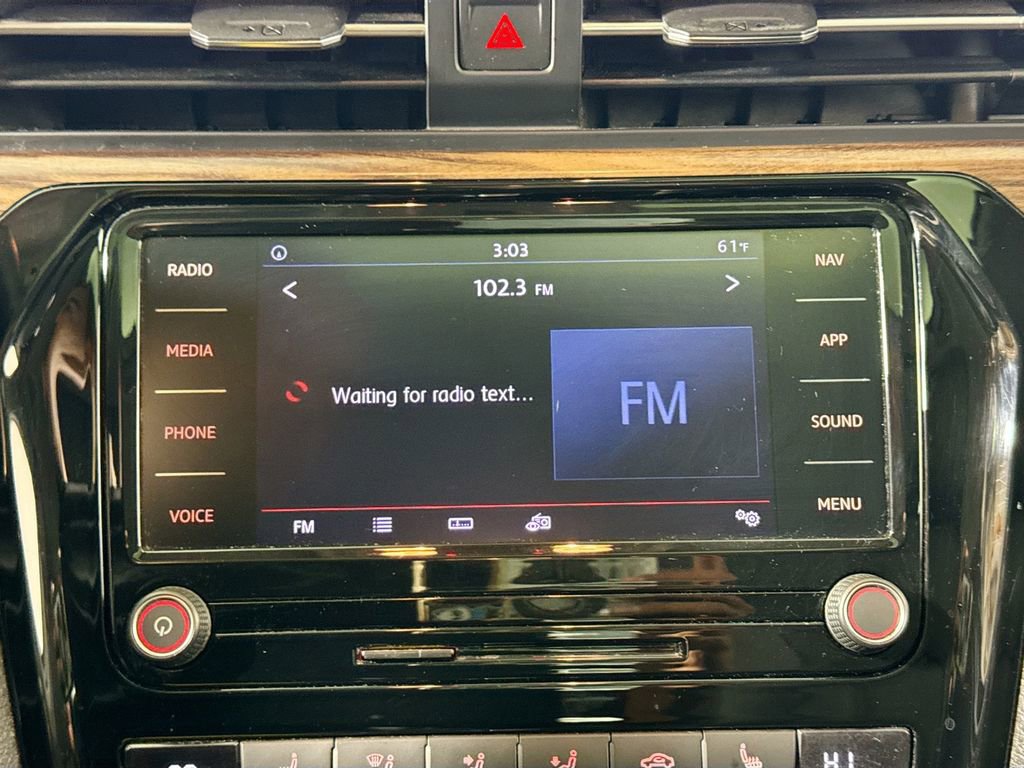 3:03
61°F
RADIO
102.3 FM
NAV
MEDIA
Waiting for radio text...
FM
APP
PHONE
SOUND
VOICE
FM
MENU
HI